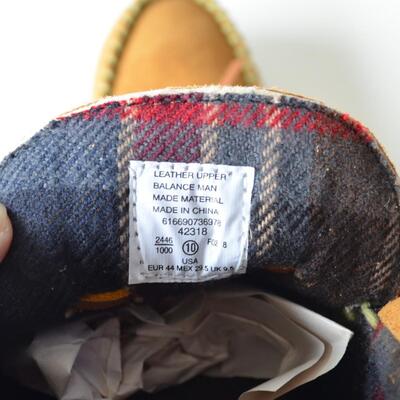 LEATHER UPPER
BALANCE MAN
MADE MATERIAL
MADE IN CHINA
616690736978
42318
2446 10 F02 8
1000
USA
EUR 44 MEX 29.5 UK 9.5